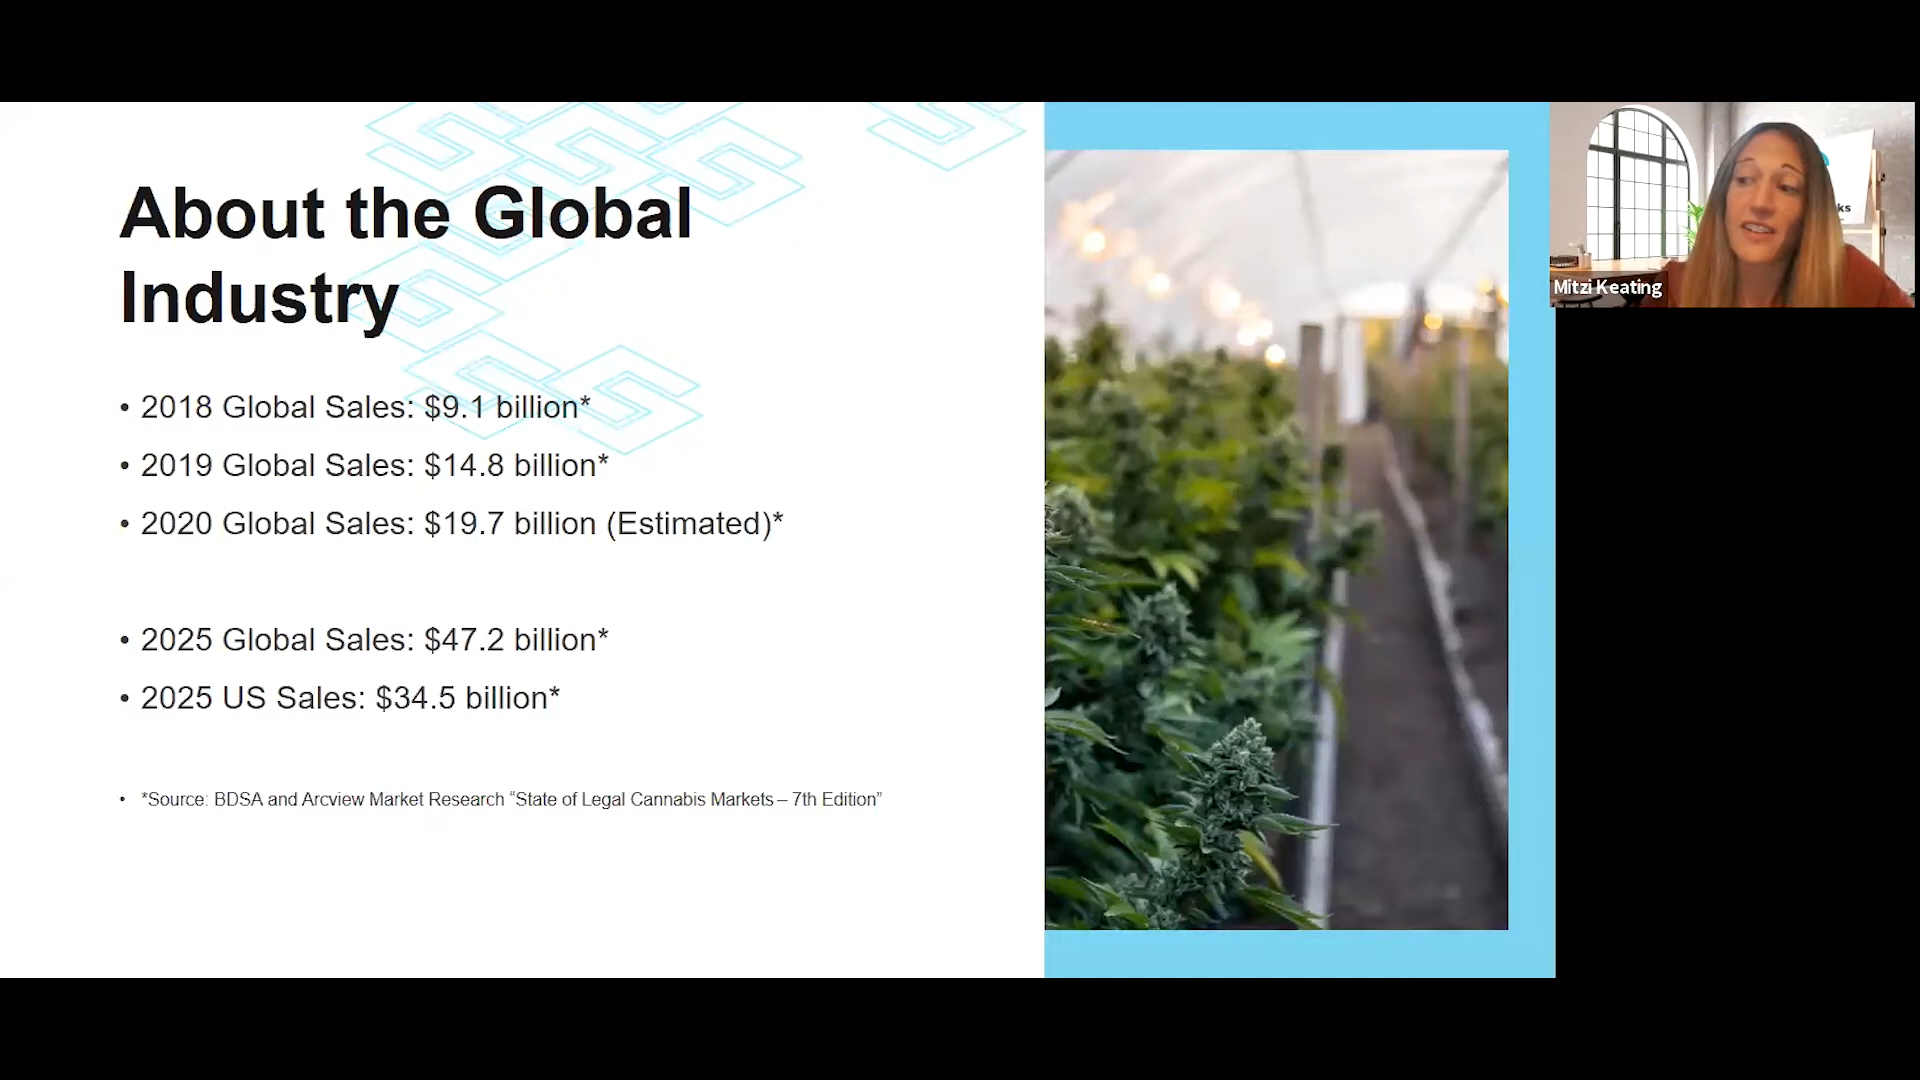 About the Global
Industry
• 2018 Global Sales: $9.1 billion*
• 2019 Global Sales: $14.8 billion*
• 2020 Global Sales: $19.7 billion (Estimated)*
• 2025 Global Sales: $47.2 billion*
• 2025 US Sales: $34.5 billion*
• *Source: BDSA and Arcview Market Research “State of Legal Cannabis Markets – 7th Edition”
Mitzi Keating